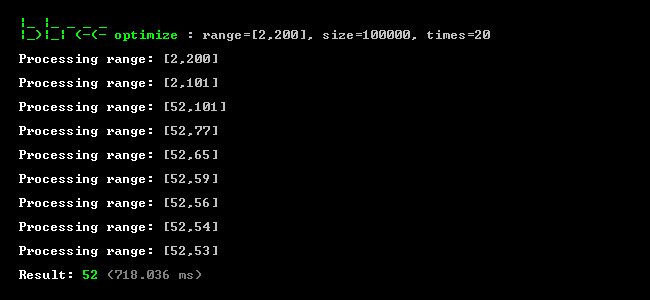 optimize : range=[2,200], size=100000, times=20
Processing range: [2,200]
Processing range: [2,101]
Processing range: [52,101]
Processing range: [52,77]
Processing range: [52,65]
Processing range: [52,59]
Processing range: [52,56]
Processing range: [52,54]
Processing range: [52,53]
Result: 52 (718.036 ms)